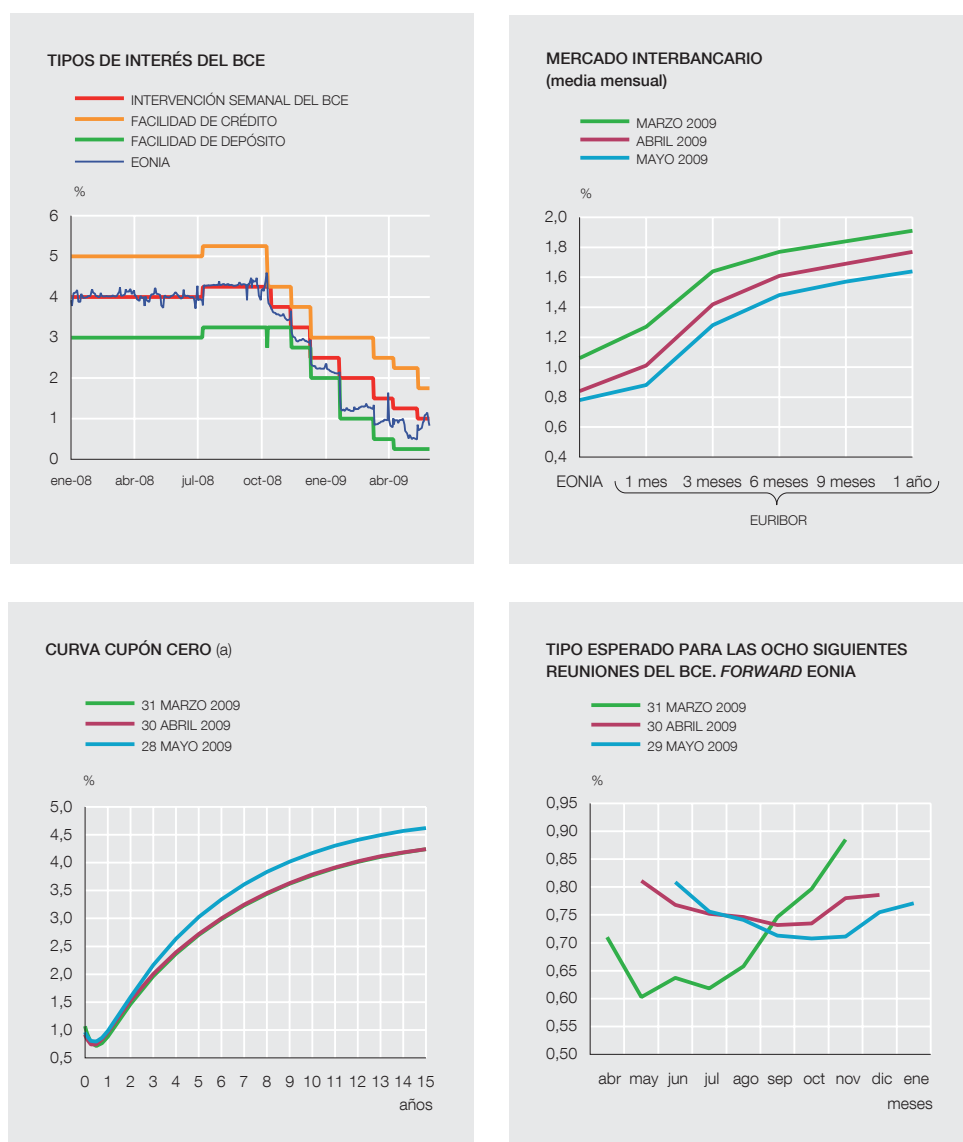 TIPOS DE INTERÉS DEL BCE
INTERVENCIÓN SEMANAL DEL BCE
FACILIDAD DE CRÉDITO
FACILIDAD DE DEPÓSITO
EONIA
%
6
5
4
3
2
1
0
ene-08 abr-08 jul-08 oct-08 ene-09 abr-09
MERCADO INTERBANCARIO
(media mensual)
MARZO 2009
ABRIL 2009
MAYO 2009
%
2,0
1,8
1,6
1,4
1,2
1,0
0,8
0,6
0,4
EONIA 1 mes 3 meses 6 meses 9 meses 1 año
EURIBOR
CURVA CUPÓN CERO (a)
31 MARZO 2009
30 ABRIL 2009
28 MAYO 2009
%
5,0
4,5
4,0
3,5
3,0
2,5
2,0
1,5
1,0
0,5
0 1 2 3 4 5 6 7 8 9 10 11 12 13 14 15
años
TIPO ESPERADO PARA LAS OCHO SIGUIENTES
REUNIONES DEL BCE. FORWARD EONIA
31 MARZO 2009
30 ABRIL 2009
29 MAYO 2009
%
0,95
0,90
0,85
0,80
0,75
0,70
0,65
0,60
0,55
0,50
abr may jun jul ago sep oct nov dic ene
meses